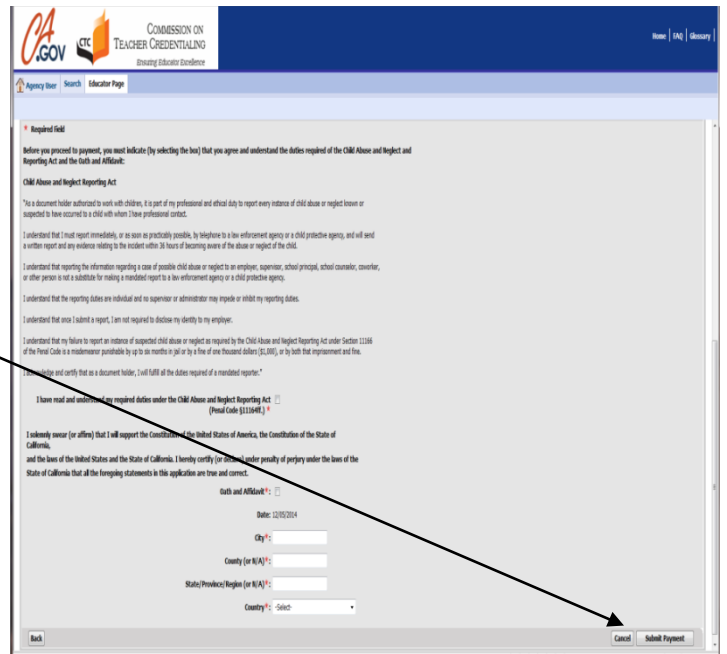 CA
.GOV
CTC
COMMISSION ON
TEACHER CREDENTIALING
Ensuring Educator Excellence
Home | FAQ | Glossary |
Agency User Search Educator Page
* Required Field
Before you proceed to payment, you must indicate (by selecting the box) that you agree and understand the duties required of the Child Abuse and Neglect and
Reporting Act and the Oath and Affidavit:
Child Abuse and Neglect Reporting Act
"As a document holder authorized to work with children, it is part of my professional and ethical duty to report every instance of child abuse or neglect known or
suspected to have occurred to a child with whom I have professional contact.
I understand that I must report immediately, or as soon as practicably possible, by telephone to a law enforcement agency or a child protective agency, and will send
a written report and any evidence relating to the incident within 36 hours of becoming aware of the abuse or neglect of the child.
I understand that reporting the information regarding a case of possible child abuse or neglect to an employer, supervisor, school principal, school counselor, coworker,
or other person is not a substitute for making a mandated report to a law enforcement agency or a child protective agency.
I understand that the reporting duties are individual and no supervisor or administrator may impede or inhibit my reporting duties.
I understand that once I submit a report, I am not required to disclose my identity to my employer.
I understand that my failure to report an instance of suspected child abuse or neglect as required by the Child Abuse and Neglect Reporting Act under Section 11166
of the Penal Code is a misdemeanor punishable by up to six months in jail or by a fine of one thousand dollars ($1,000), or by both that imprisonment and fine.
I acknowledge and certify that as a document holder, I will fulfill all the duties required of a mandated reporter."
I have read and understand my required duties under the Child Abuse and Neglect Reporting Act
(Penal Code §11164ff.) *
I solemnly swear (or affirm) that I will support the Constitution of the United States of America, the Constitution of the State of
California,
and the laws of the United States and the State of California. I hereby certify (or declare) under penalty of perjury under the laws of the
State of California that all the foregoing statements in this application are true and correct.
Oath and Affidavit*:
Date: 12/05/2014
City*:
County (or N/A)*:
State/Province/Region (or N/A)*:
Country*: -Select-
Back Cancel Submit Payment